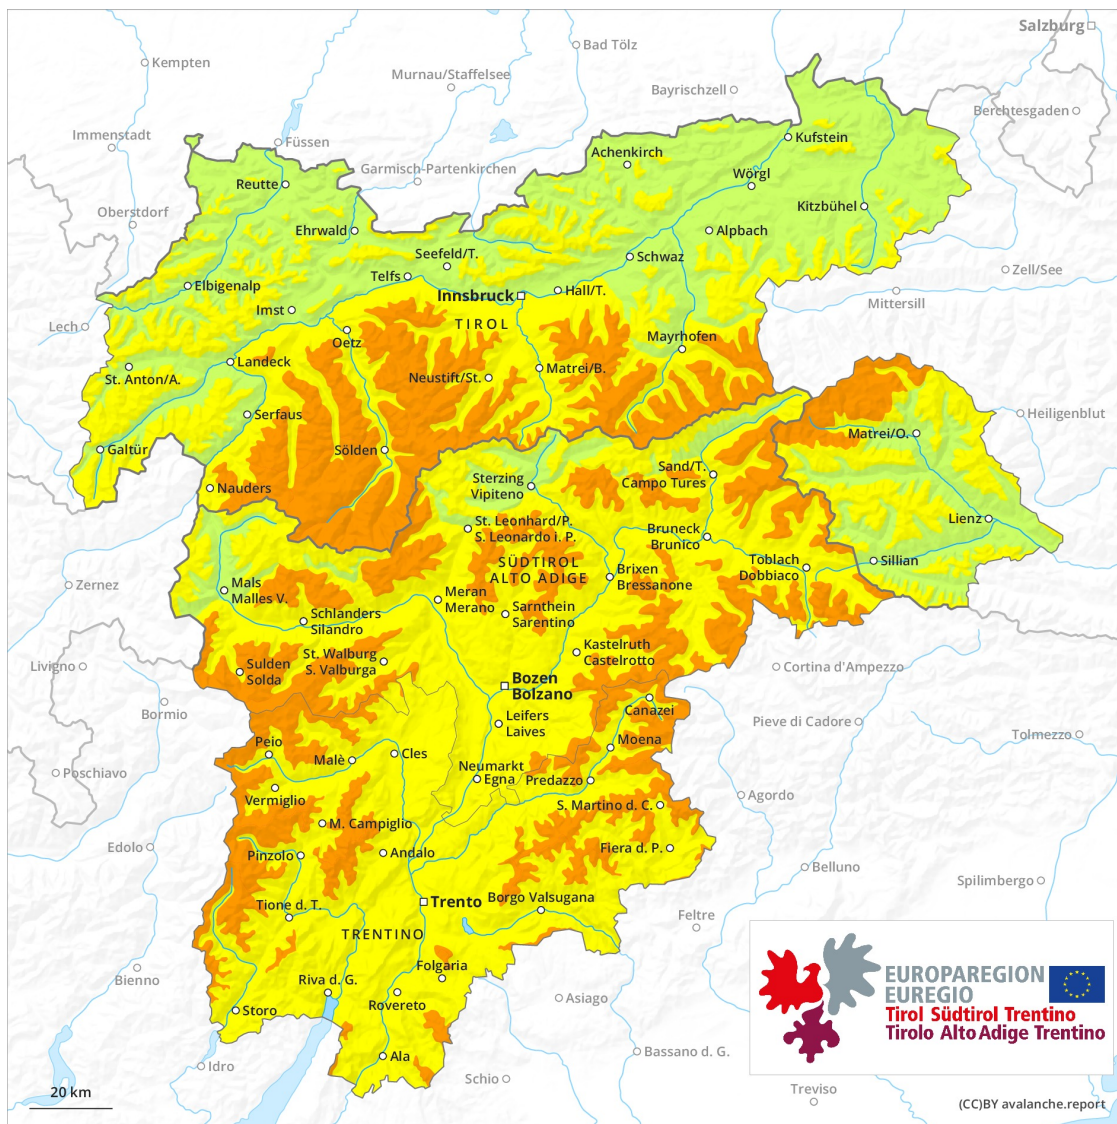 Salzburg
Bad Tölz
Kempten
Murnau/Staffelsee
Bayrischzell
Berchtesgaden
Immenstadt
Füssen
Kufstein
Achenkirch
Garmisch-Partenkirchen
Wörgl
Reutte
Oberstdorf
Kitzbühel
Ehrwald
Alpbach
Seefeld/T.
Schwaz
Zell/See
Telfs
Elbigenalp
Hall/T.
Innsbruck
Mittersill
Imst
TIROL
Lech
Oetz
Mayrhofen
Landeck
Matrei/B.
St. Anton/A.
Neustift/St.
Serfaus
Heiligenblut
Matrei/O.
Galtür
Sölden
Sand/T.
Campo Tures
Sterzing
Vipiteno
Nauders
Lienz
St. Leonhard/P.
S. Leonardo i. P.
Bruneck
Brunico
SÜDTIROL
ALTO ADIGE
Toblach
Dobbiaco
Sillian
Brixen
Bressanone
Zernez
Mals
Malles V.
Meran
Merano
Sarnthein
Sarentino
Schlanders
Silandro
Kastelruth
Castelrotto
St. Walburg
S. Valburga
Livigno
Sulden
Solda
Cortina d'Ampezzo
Bozen
Bolzano
Bormio
Canazei
Leifers
Laives
Pieve di Cadore
Tolmezzo
Moena
Peio
Cles
Malè
Neumarkt
Egna
Predazzo
Poschiavo
Vermiglio
Agordo
S. Martino d. C.
M. Campiglio
Edolo
Pinzolo
Andalo
Fiera d. P.
Belluno
Spilimbergo
Borgo Valsugana
Trento
Tione d. T.
Feltre
TRENTINO
Folgaria
Bienno
Riva d. G.
EUROPAREGION
EUREGIO
Tirol Südtirol Trentino
Tirolo Alto Adige Trentino
Asiago
Rovereto
Storo
Bassano d. G.
Ala
Idro
Schio
Treviso
20 km
(CC)BY avalanche.report